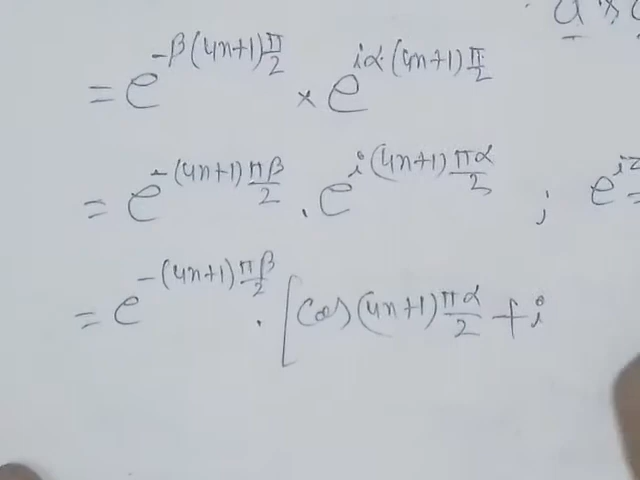 = e^{-β(4n+1)π/2} × e^{iα(4n+1)π/2}
= e^{-(4n+1)πβ/2} . e^{i(4n+1)πα/2} ; e^{iz} =
= e^{-(4n+1)πβ/2} . [cos(4n+1)πα/2 + i